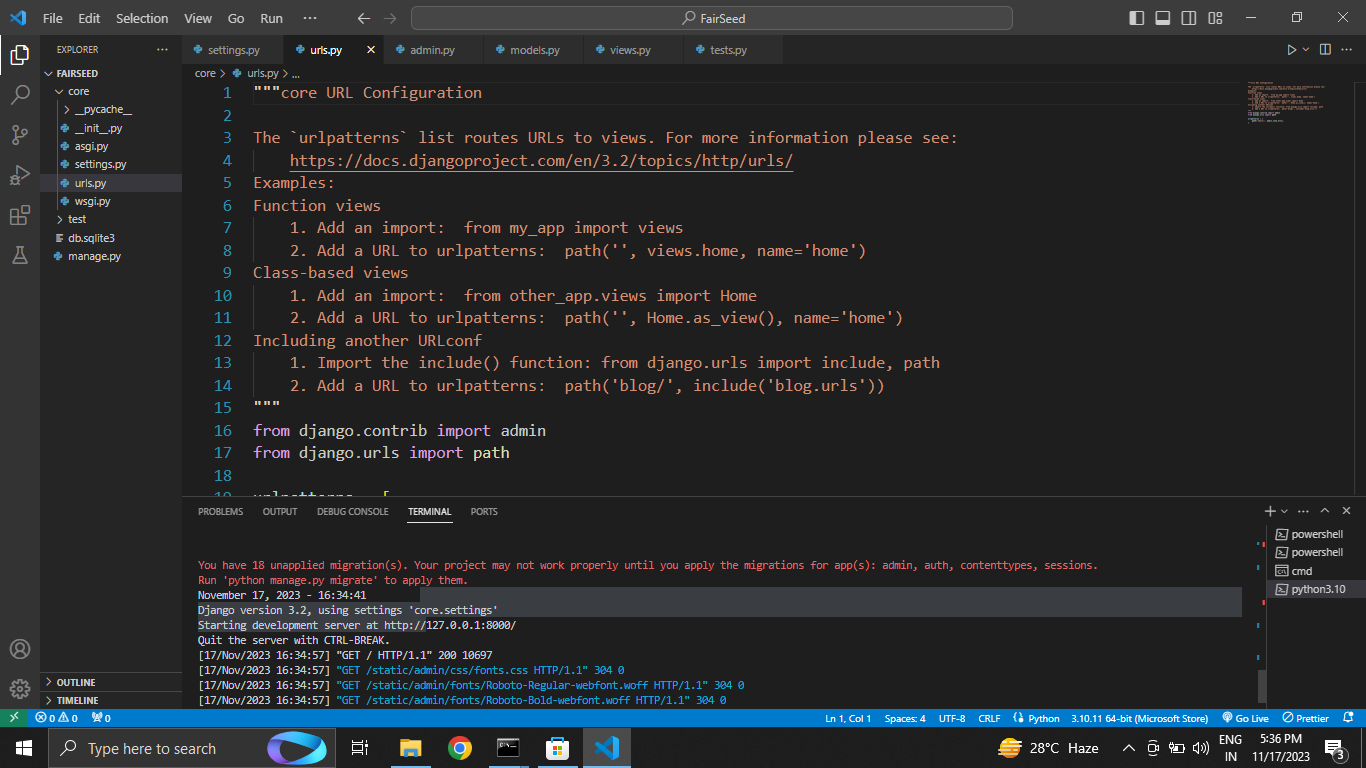 File Edit Selection View Go Run ··· FairSeed
EXPLORER ···
FAIRSEED
core
__pycache__
__init__.py
asgi.py
settings.py
urls.py
wsgi.py
test
db.sqlite3
manage.py
OUTLINE
TIMELINE
settings.py urls.py admin.py models.py views.py tests.py
core > urls.py > ...
1 """core URL Configuration
2
3 The `urlpatterns` list routes URLs to views. For more information please see:
4 https://docs.djangoproject.com/en/3.2/topics/http/urls/
5 Examples:
6 Function views
7 1. Add an import:  from my_app import views
8 2. Add a URL to urlpatterns:  path('', views.home, name='home')
9 Class-based views
10 1. Add an import:  from other_app.views import Home
11 2. Add a URL to urlpatterns:  path('', Home.as_view(), name='home')
12 Including another URLconf
13 1. Import the include() function: from django.urls import include, path
14 2. Add a URL to urlpatterns:  path('blog/', include('blog.urls'))
15 """
16 from django.contrib import admin
17 from django.urls import path
18
19 urlpatterns = [
PROBLEMS OUTPUT DEBUG CONSOLE TERMINAL PORTS
You have 18 unapplied migration(s). Your project may not work properly until you apply the migrations for app(s): admin, auth, contenttypes, sessions.
Run 'python manage.py migrate' to apply them.
November 17, 2023 - 16:34:41
Django version 3.2, using settings 'core.settings'
Starting development server at http://127.0.0.1:8000/
Quit the server with CTRL-BREAK.
[17/Nov/2023 16:34:57] "GET / HTTP/1.1" 200 10697
[17/Nov/2023 16:34:57] "GET /static/admin/css/fonts.css HTTP/1.1" 304 0
[17/Nov/2023 16:34:57] "GET /static/admin/fonts/Roboto-Regular-webfont.woff HTTP/1.1" 304 0
[17/Nov/2023 16:34:57] "GET /static/admin/fonts/Roboto-Bold-webfont.woff HTTP/1.1" 304 0
powershell
powershell
cmd
python3.10
0 0 0 Ln 1, Col 1 Spaces: 4 UTF-8 CRLF Python 3.10.11 64-bit (Microsoft Store) Go Live Prettier
Type here to search
28°C Haze
ENG
IN
5:36 PM
11/17/2023
3